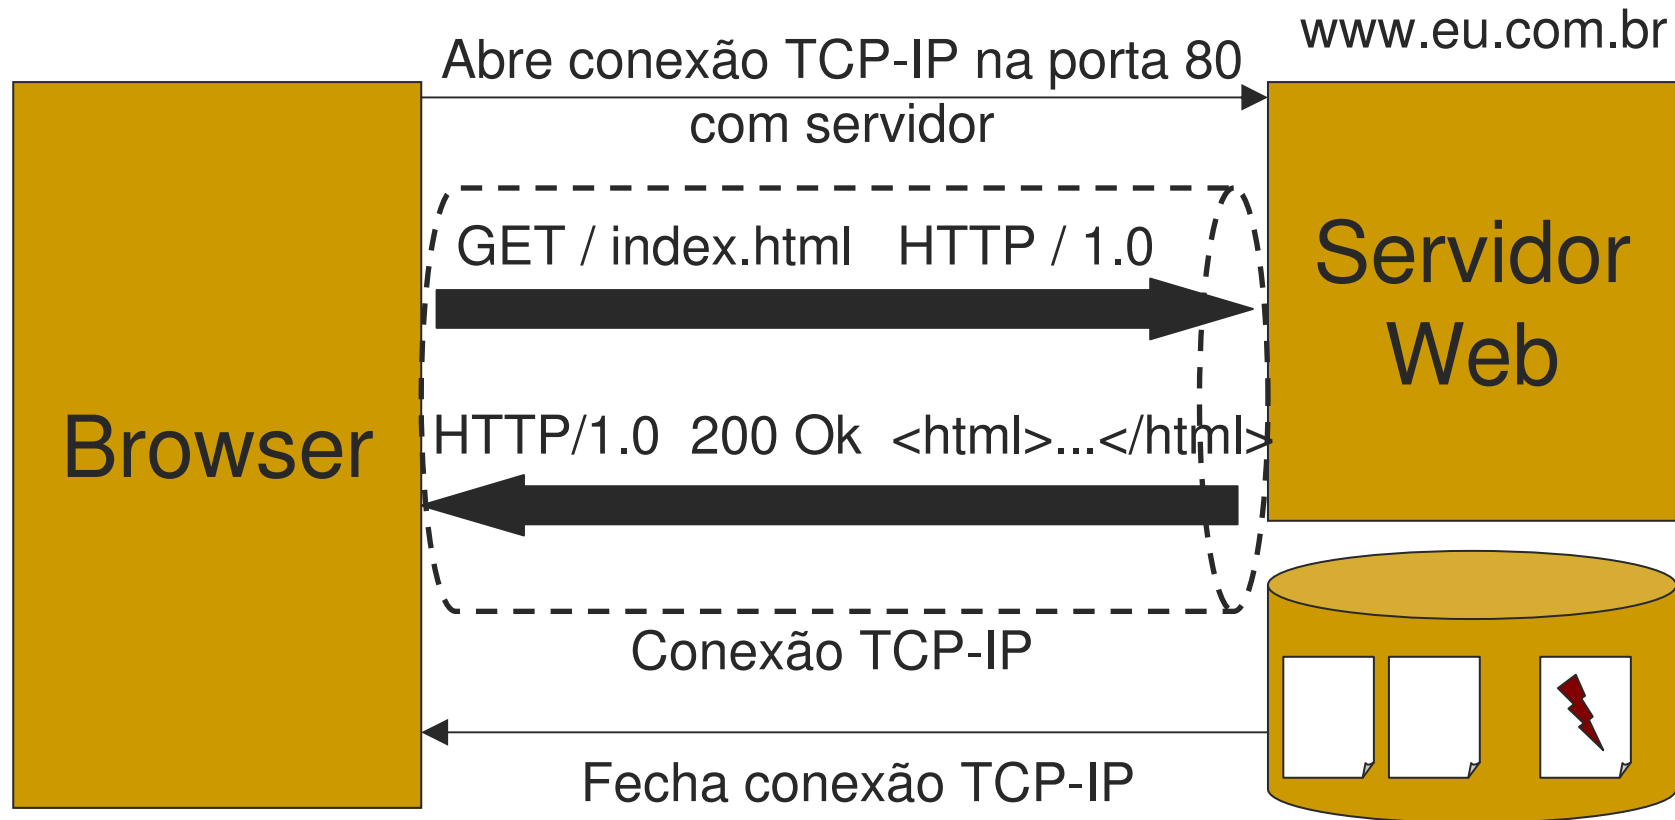 www.eu.com.br
Abre conexão TCP-IP na porta 80
com servidor
GET / index.html HTTP / 1.0
Servidor
Web
Browser
HTTP/1.0 200 Ok <html>...</html>
Conexão TCP-IP
Fecha conexão TCP-IP